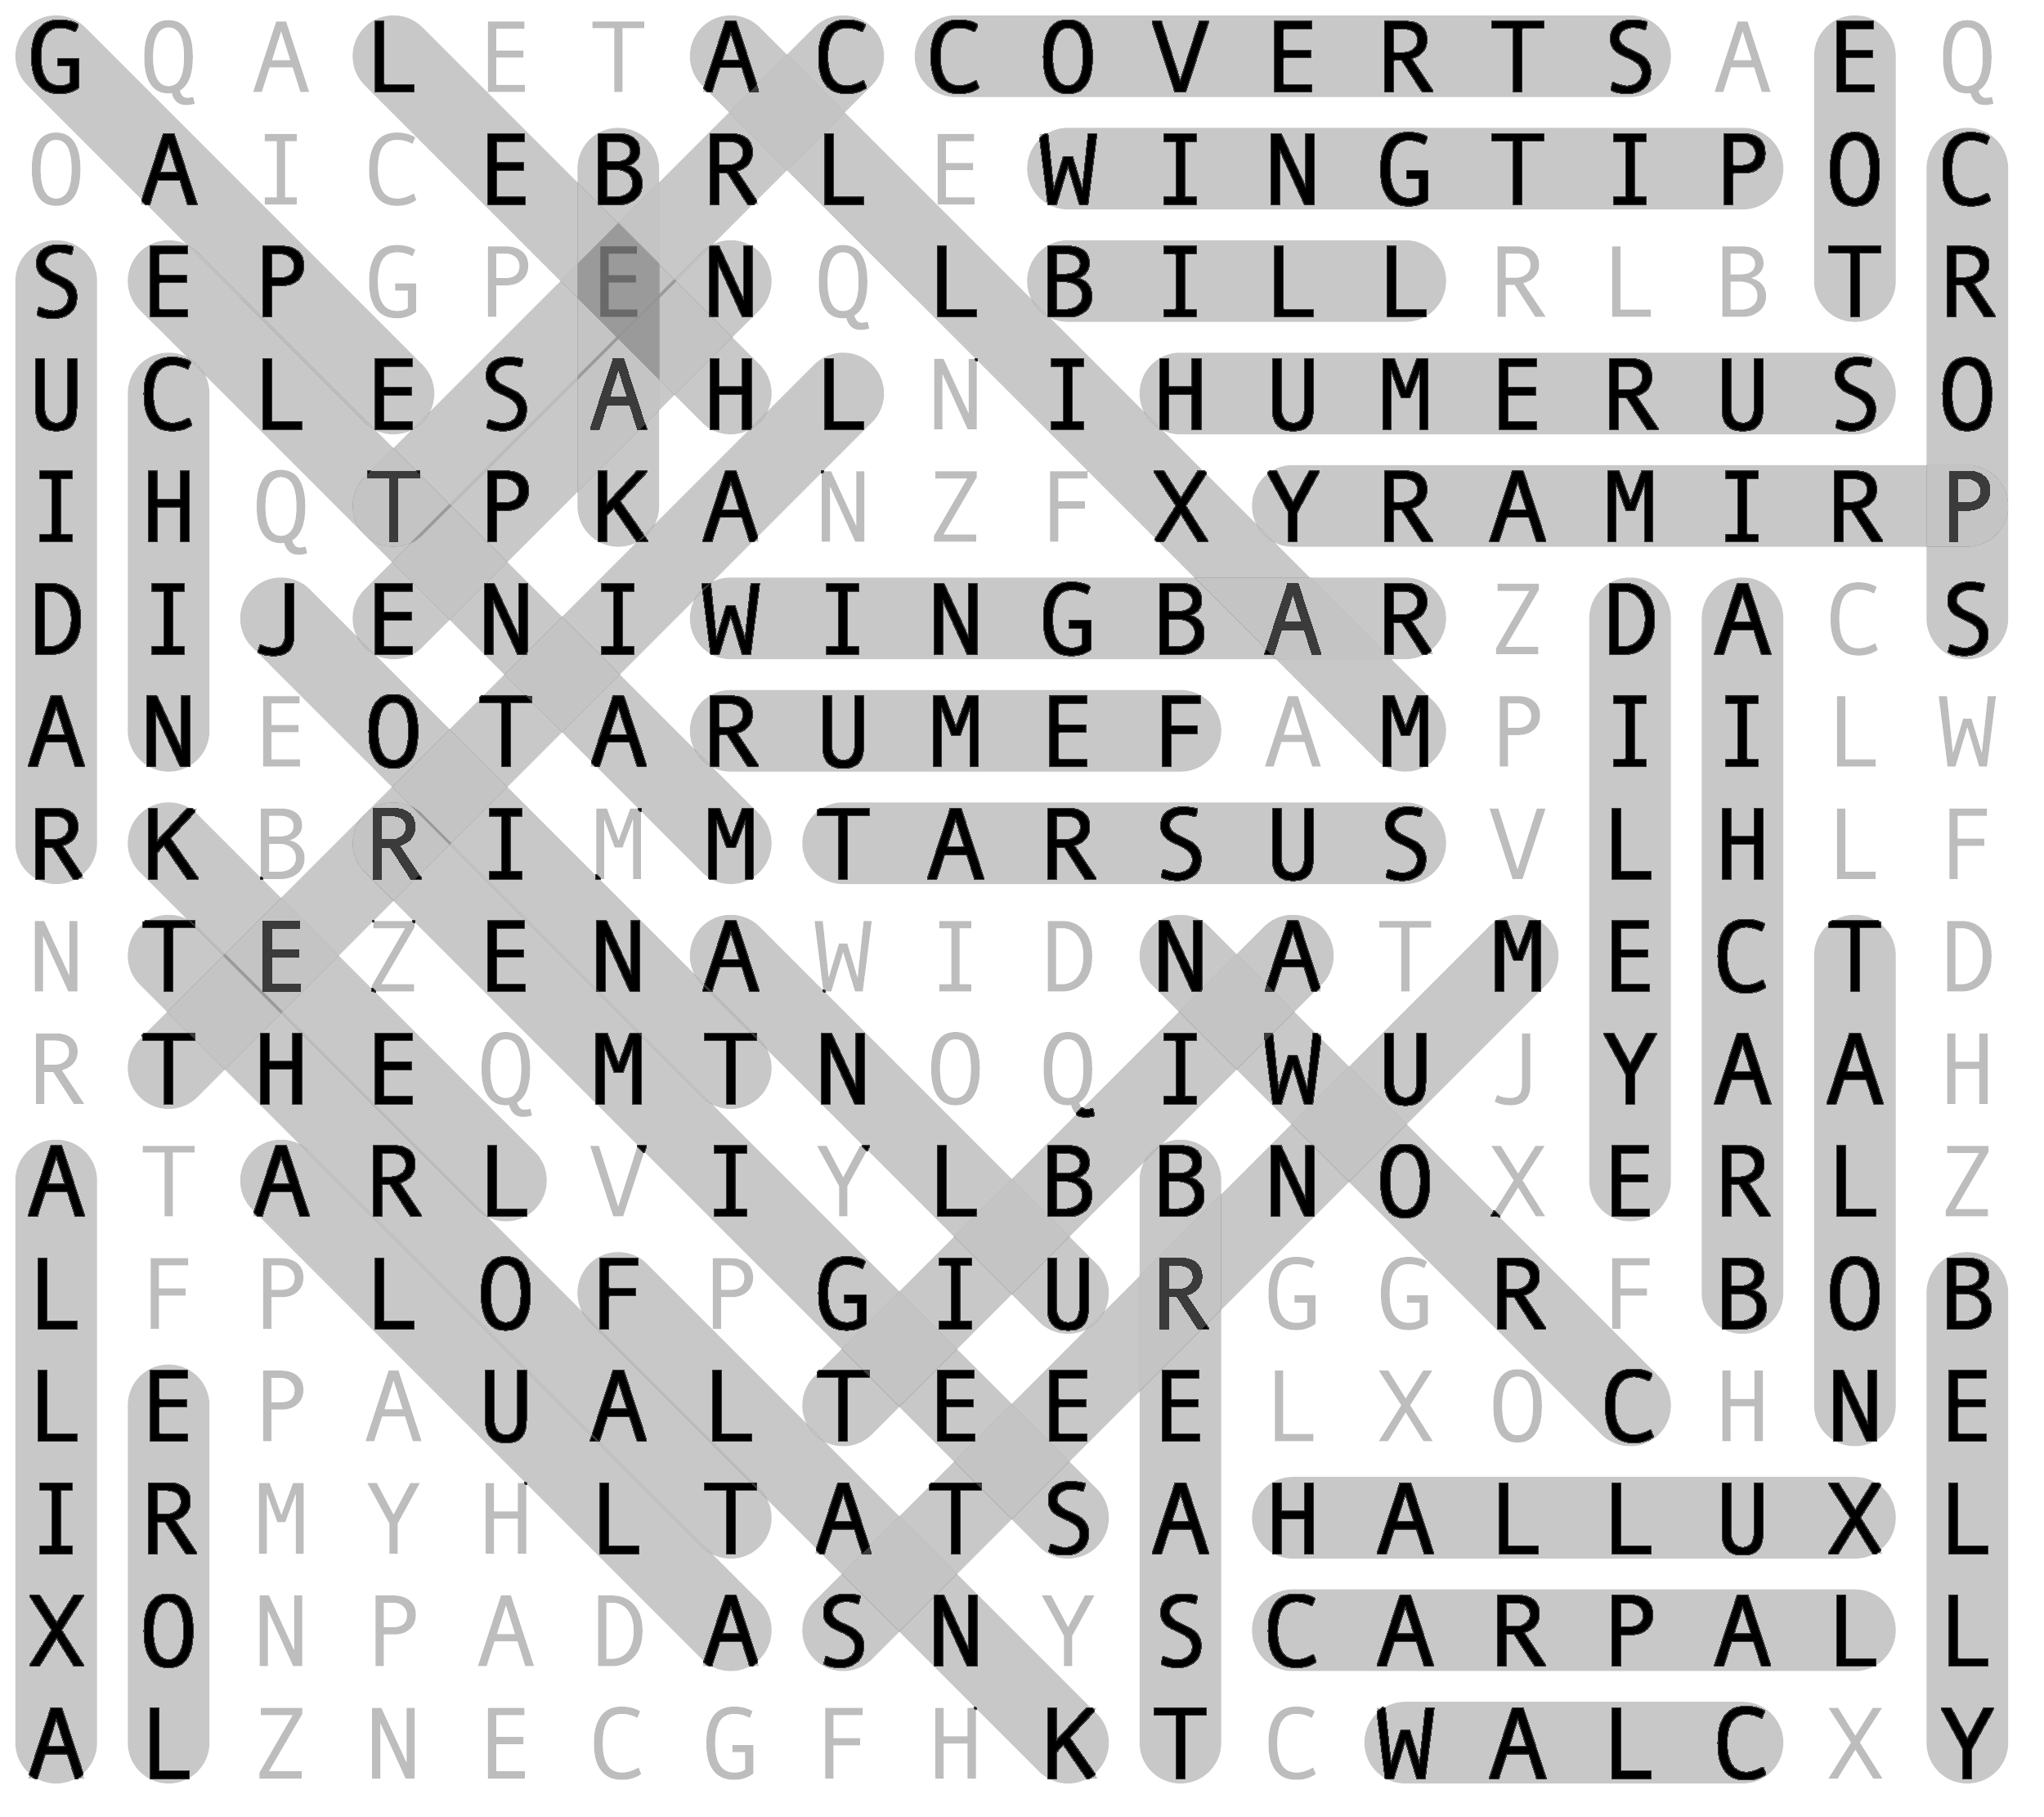 G Q A L E T A C C O V E R T S A E Q
O A I C E B R L E W I N G T I P O C
S E P G P E N Q L B I L L R L B T R
U C L E S A H L N I H U M E R U S O
I H Q T P K A N Z F X Y R A M I R P
D I J E N I W I N G B A R Z D A C S
A N E O T A R U M E F A M P I I L W
R K B R I M M T A R S U S V L H L F
N T E Z E N A W I D N A T M E C T D
R T H E Q M T N O Q I W U J Y A A H
A T A R L V I Y L B B N O X E R L Z
L F P L O F P G I U R G G R F B O B
L E P A U A L T E E E L X O C H N E
I R M Y H L T A T S A H A L L U X L
X O N P A D A S N Y S C A R P A L L
A L Z N E C G F H K T C W A L C X Y